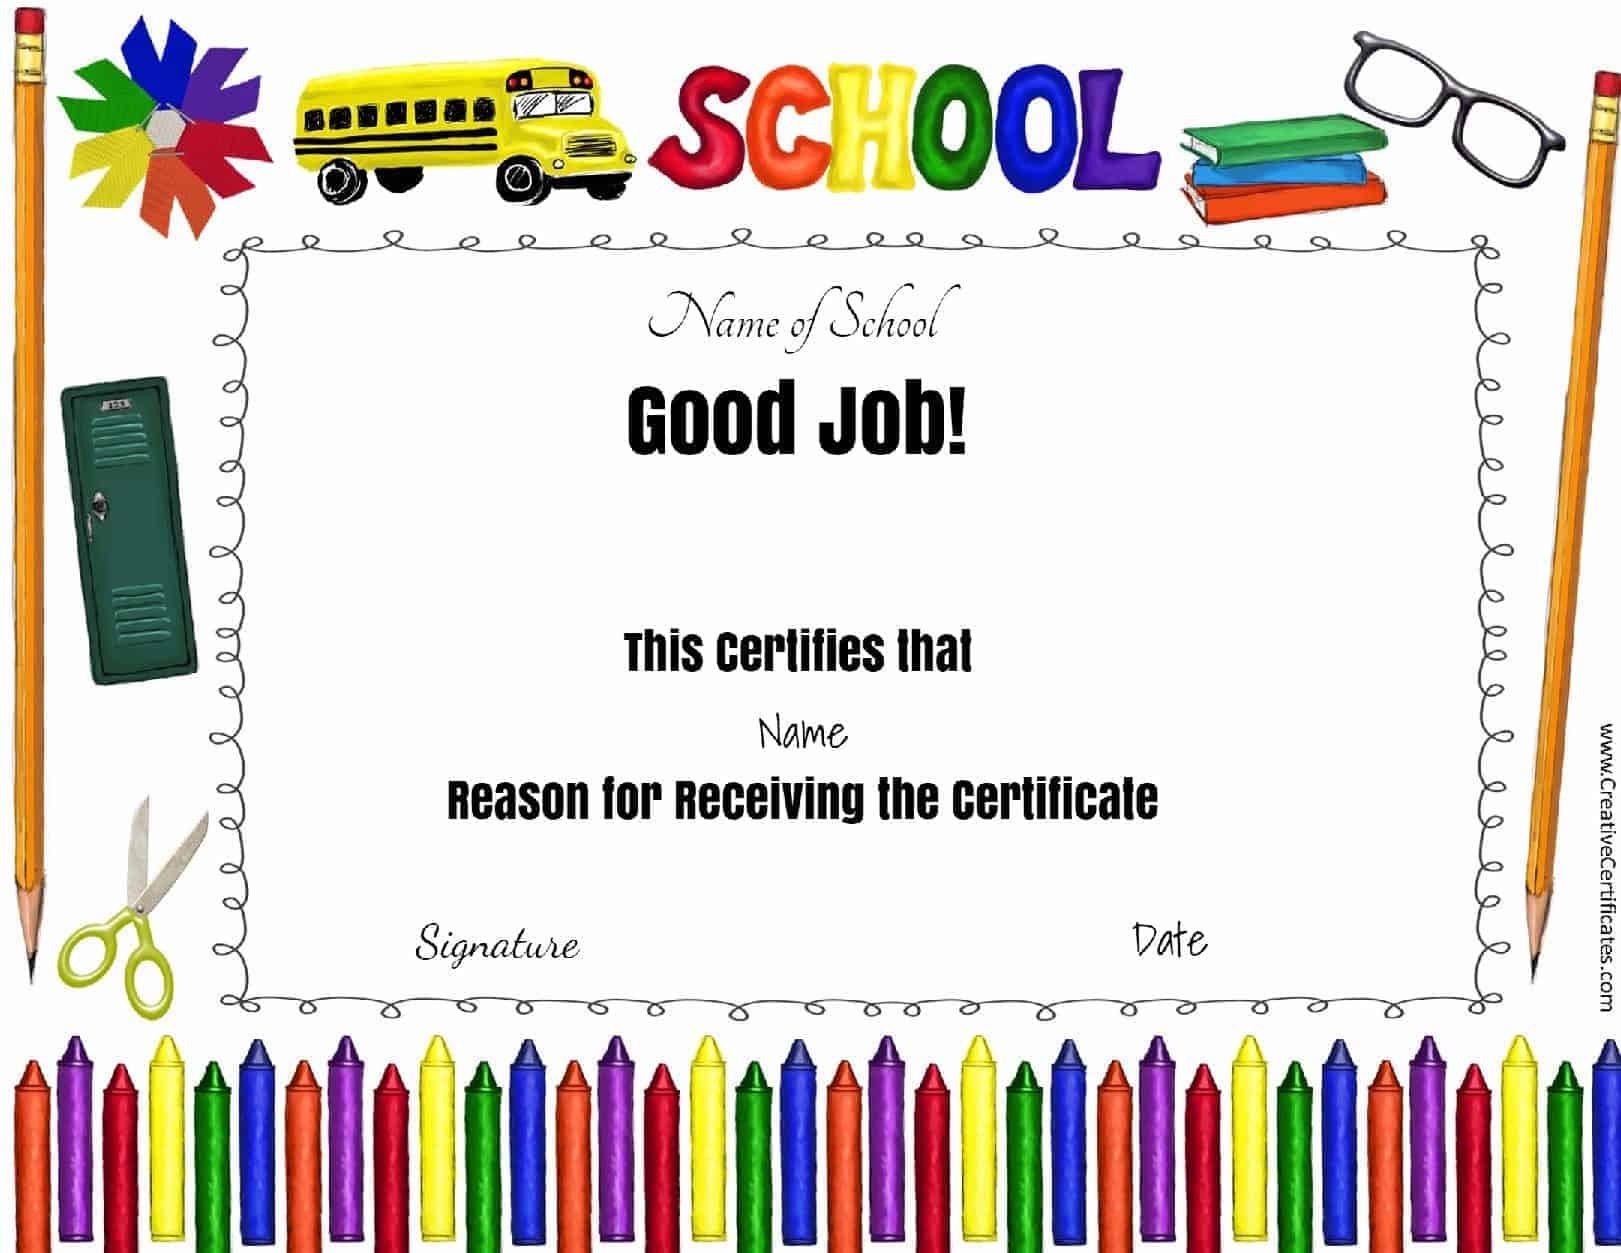 SCHOOL
Name of School
Good Job!
This Certifies that
Name
Reason for Receiving the Certificate
Signature
Date
www.CreativeCertificates.com